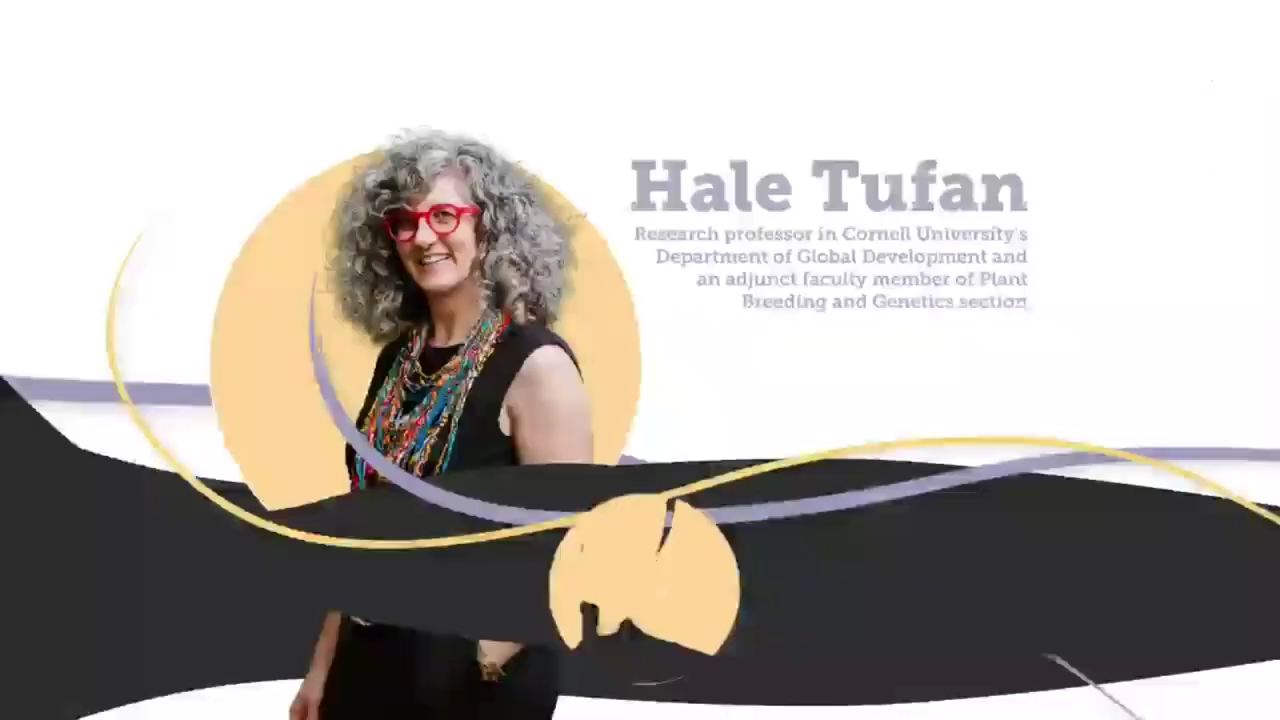 Hale Tufan
Research professor in Cornell University's
Department of Global Development and
an adjunct faculty member of Plant
Breeding and Genetics section